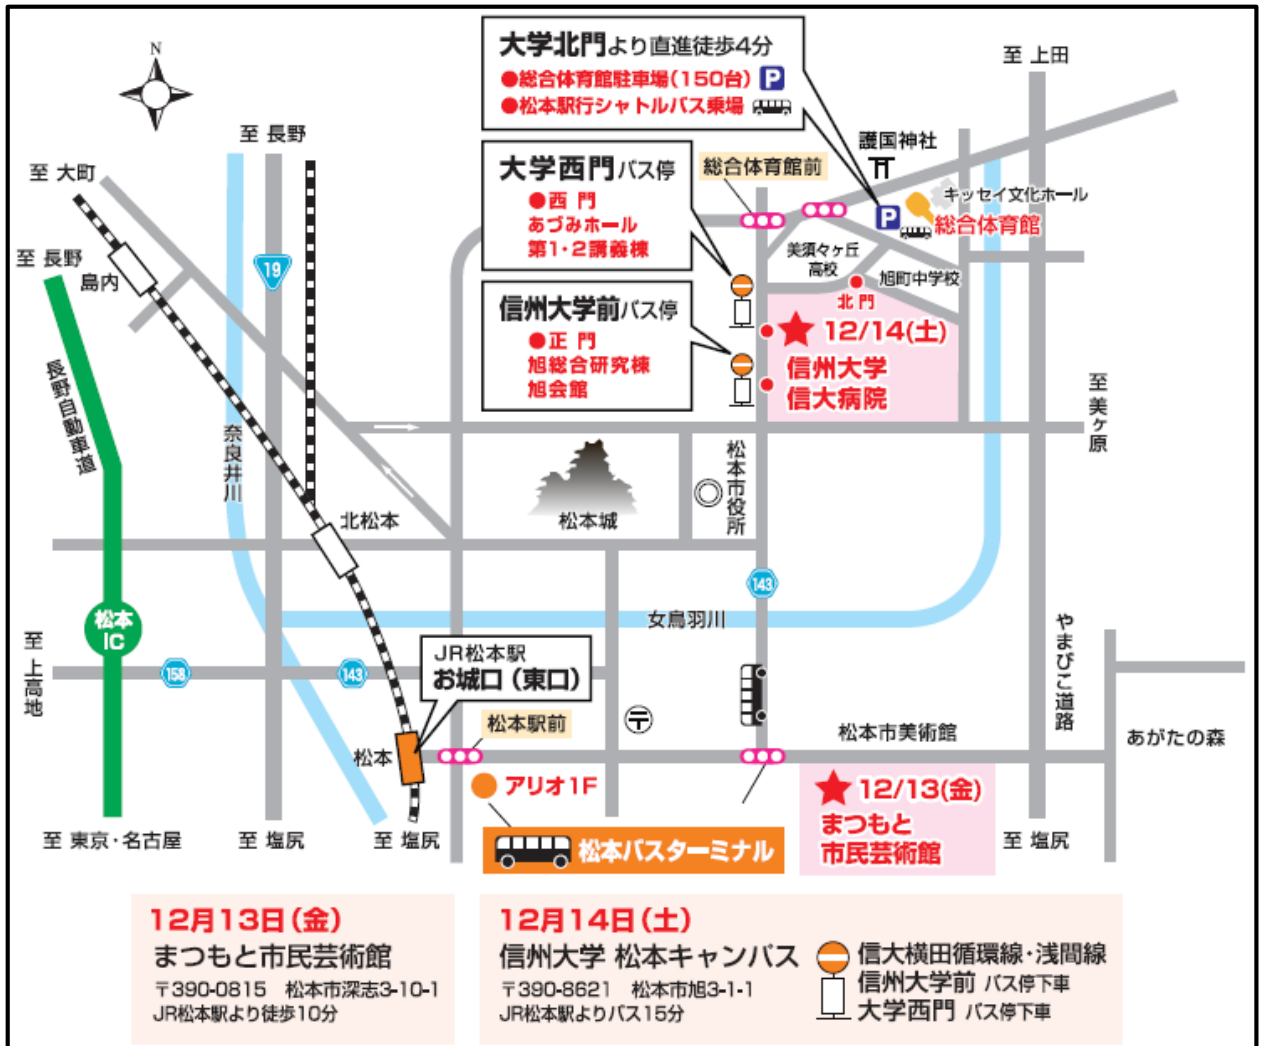 N
大学北門より直進徒歩4分
●総合体育館駐車場(150台) P
●松本駅行シャトルバス乗場
至 上田
至 長野
至 大町
大学西門バス停
●西 門
あづみホール
第1・2講義棟
総合体育館前
護国神社
キッセイ文化ホール
P
総合体育館
至 長野
島内
19
美須々ヶ丘
高校
旭町中学校
北門
信州大学前バス停
●正 門
旭総合研究棟
旭会館
12/14(土)
信州大学
信大病院
長野自動車道
奈良井川
至 美ヶ原
松本市役所
北松本
松本城
143
松本IC
女鳥羽川
やまびこ道路
至 上高地
158
143
JR松本駅
お城口(東口)
松本駅前
〒
松本市美術館
あがたの森
松本
アリオ1F
12/13(金)
まつもと
市民芸術館
至 東京・名古屋
至 塩尻
至 塩尻
松本バスターミナル
至 塩尻
12月13日(金)
まつもと市民芸術館
〒390-0815 松本市深志3-10-1
JR松本駅より徒歩10分
12月14日(土)
信州大学 松本キャンパス
〒390-8621 松本市旭3-1-1
JR松本駅よりバス15分
信大横田循環線・浅間線
信州大学前 バス停下車
大学西門 バス停下車